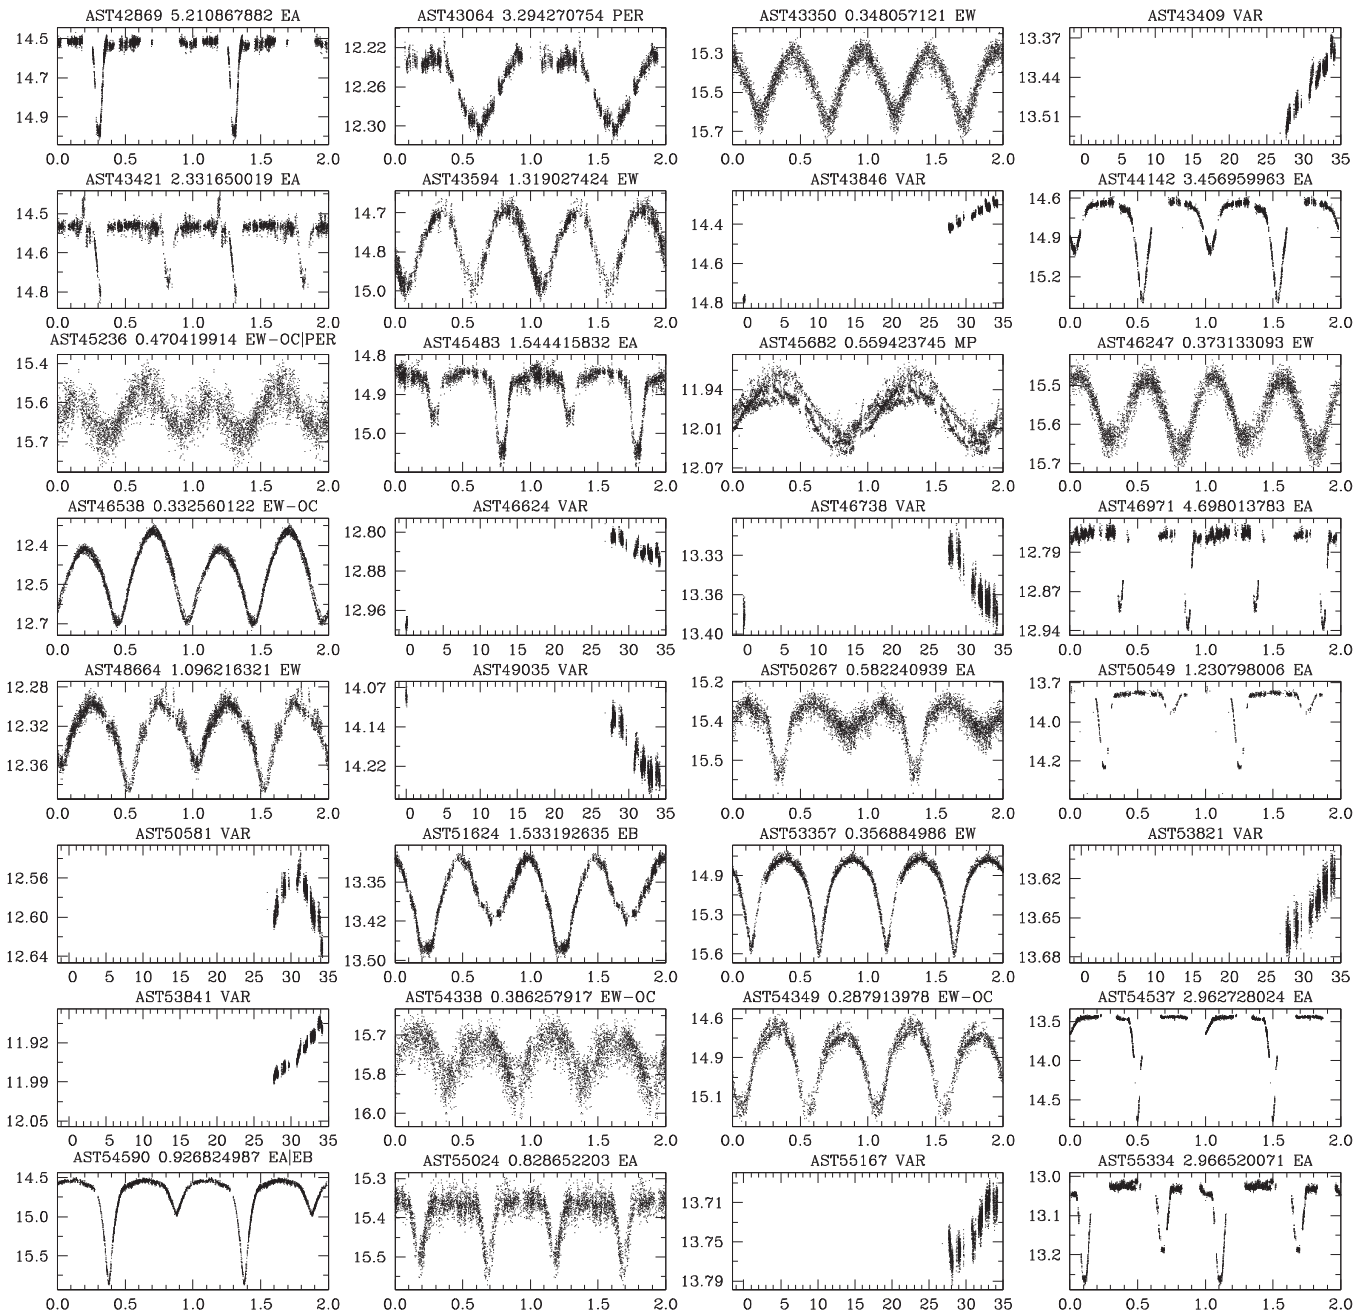 AST42869 5.210867882 EA
AST43064 3.294270754 PER
AST43350 0.348057121 EW
AST43409 VAR
14.5
14.7
14.9
0.0 0.5 1.0 1.5 2.0
12.22
12.26
12.30
0.0 0.5 1.0 1.5 2.0
15.3
15.5
15.7
0.0 0.5 1.0 1.5 2.0
13.37
13.44
13.51
0 5 10 15 20 25 30 35
AST43421 2.331650019 EA
AST43594 1.319027424 EW
AST43846 VAR
AST44142 3.456959963 EA
14.5
14.6
14.8
0.0 0.5 1.0 1.5 2.0
14.7
14.8
15.0
0.0 0.5 1.0 1.5 2.0
14.4
14.6
14.8
0 5 10 15 20 25 30 35
14.6
14.9
15.2
0.0 0.5 1.0 1.5 2.0
AST45236 0.470419914 EW-OC|PER
AST45483 1.544415832 EA
AST45682 0.559423745 MP
AST46247 0.373133093 EW
15.4
15.6
15.7
0.0 0.5 1.0 1.5 2.0
14.8
14.9
15.0
0.0 0.5 1.0 1.5 2.0
11.94
12.01
12.07
0.0 0.5 1.0 1.5 2.0
15.5
15.6
15.7
0.0 0.5 1.0 1.5 2.0
AST46538 0.332560122 EW-OC
AST46624 VAR
AST46738 VAR
AST46971 4.698013783 EA
12.4
12.5
12.7
0.0 0.5 1.0 1.5 2.0
12.80
12.88
12.96
0 5 10 15 20 25 30 35
13.33
13.36
13.40
0 5 10 15 20 25 30 35
12.79
12.87
12.94
0.0 0.5 1.0 1.5 2.0
AST48664 1.096216321 EW
AST49035 VAR
AST50267 0.582240939 EA
AST50549 1.230798006 EA
12.28
12.32
12.36
0.0 0.5 1.0 1.5 2.0
14.07
14.14
14.22
0 5 10 15 20 25 30 35
15.2
15.4
15.5
0.0 0.5 1.0 1.5 2.0
13.7
14.0
14.2
0.0 0.5 1.0 1.5 2.0
AST50581 VAR
AST51624 1.533192635 EB
AST53357 0.356884986 EW
AST53821 VAR
12.56
12.60
12.64
0 5 10 15 20 25 30 35
13.35
13.42
13.50
0.0 0.5 1.0 1.5 2.0
14.9
15.3
15.6
0.0 0.5 1.0 1.5 2.0
13.62
13.65
13.68
0 5 10 15 20 25 30 35
AST53841 VAR
AST54338 0.386257917 EW-OC
AST54349 0.287913978 EW-OC
AST54537 2.962728024 EA
11.92
11.99
12.05
0 5 10 15 20 25 30 35
15.7
15.8
16.0
0.0 0.5 1.0 1.5 2.0
14.6
14.9
15.1
0.0 0.5 1.0 1.5 2.0
13.5
14.0
14.5
0.0 0.5 1.0 1.5 2.0
AST54590 0.926824987 EA|EB
AST55024 0.828652203 EA
AST55167 VAR
AST55334 2.966520071 EA
14.5
15.0
15.5
0.0 0.5 1.0 1.5 2.0
15.3
15.4
15.5
0.0 0.5 1.0 1.5 2.0
13.71
13.75
13.79
0 5 10 15 20 25 30 35
13.0
13.1
13.2
0.0 0.5 1.0 1.5 2.0